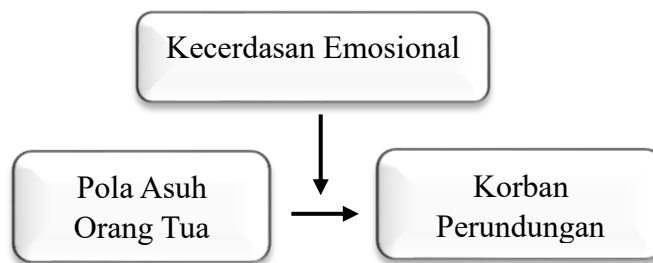 Kecerdasan Emosional
Pola Asuh
Orang Tua
Korban
Perundungan